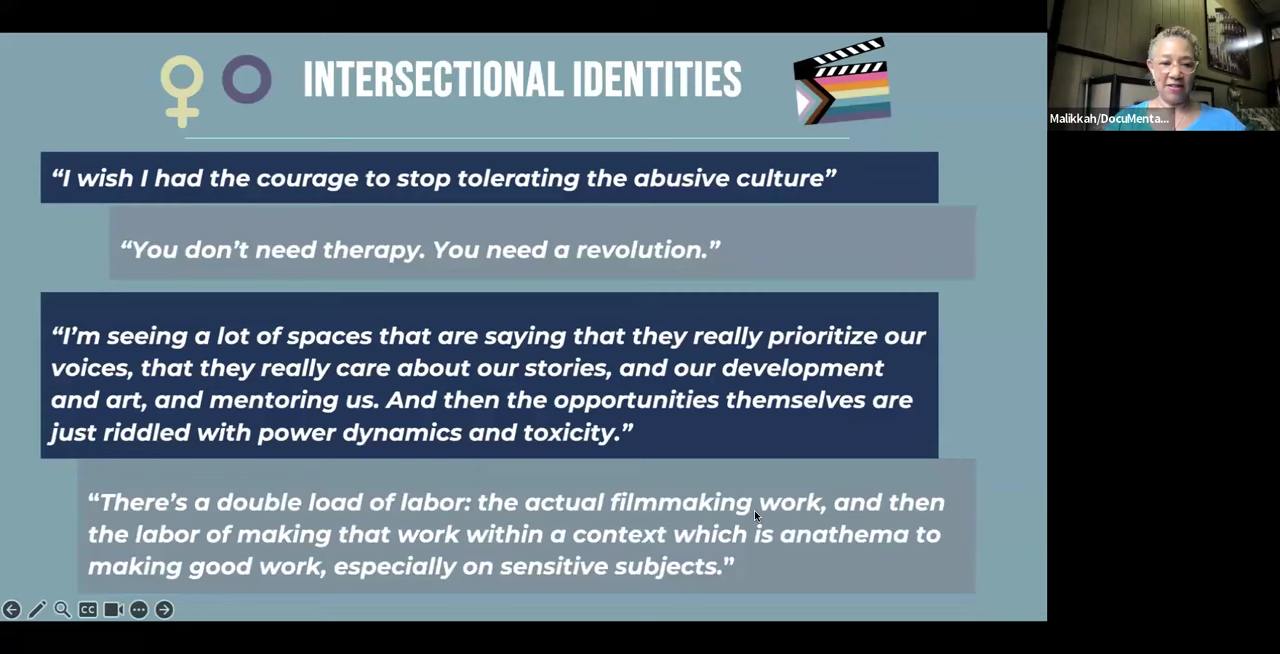 INTERSECTIONAL IDENTITIES
Malikkah/DocuMenta...
“I wish I had the courage to stop tolerating the abusive culture”
“You don’t need therapy. You need a revolution.”
“I’m seeing a lot of spaces that are saying that they really prioritize our
voices, that they really care about our stories, and our development
and art, and mentoring us. And then the opportunities themselves are
just riddled with power dynamics and toxicity.”
“There’s a double load of labor: the actual filmmaking work, and then
the labor of making that work within a context which is anathema to
making good work, especially on sensitive subjects.”
CC